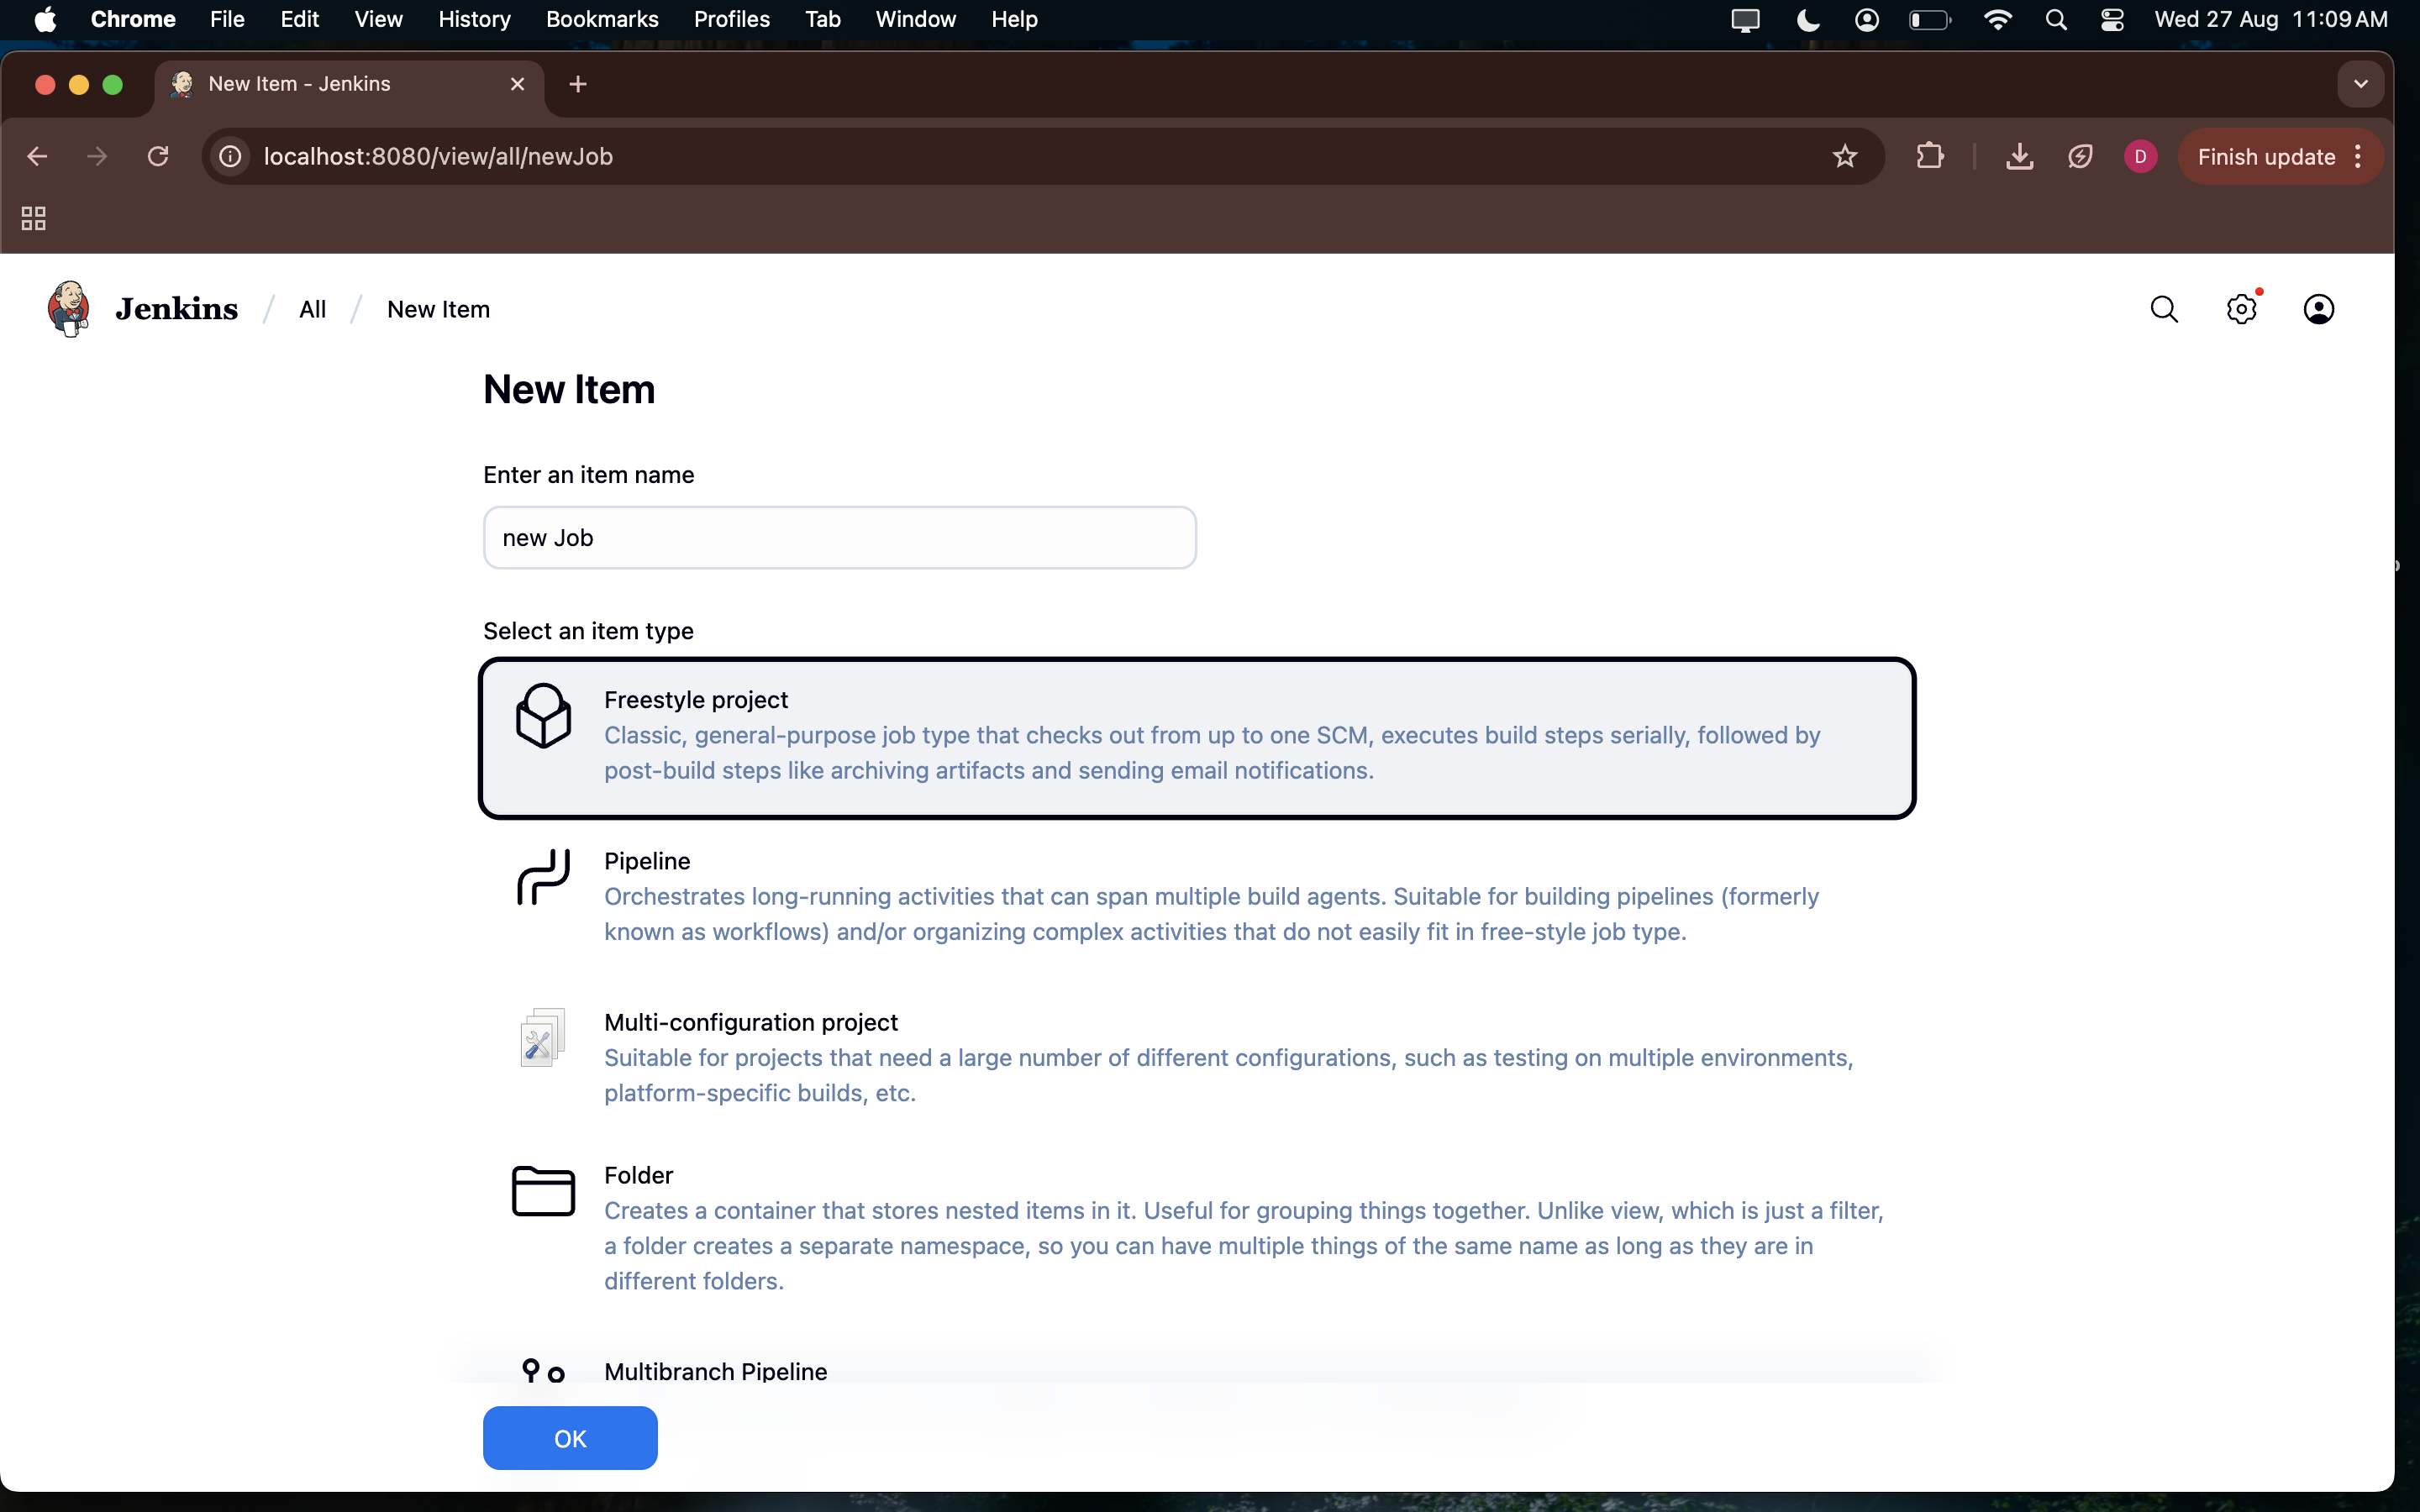 Chrome File Edit View History Bookmarks Profiles Tab Window Help Wed 27 Aug 11:09 AM
New Item - Jenkins
localhost:8080/view/all/newJob D Finish update
Jenkins / All / New Item
New Item
Enter an item name
new Job
Select an item type
Freestyle project
Classic, general-purpose job type that checks out from up to one SCM, executes build steps serially, followed by
post-build steps like archiving artifacts and sending email notifications.
Pipeline
Orchestrates long-running activities that can span multiple build agents. Suitable for building pipelines (formerly
known as workflows) and/or organizing complex activities that do not easily fit in free-style job type.
Multi-configuration project
Suitable for projects that need a large number of different configurations, such as testing on multiple environments,
platform-specific builds, etc.
Folder
Creates a container that stores nested items in it. Useful for grouping things together. Unlike view, which is just a filter,
a folder creates a separate namespace, so you can have multiple things of the same name as long as they are in
different folders.
Multibranch Pipeline
OK